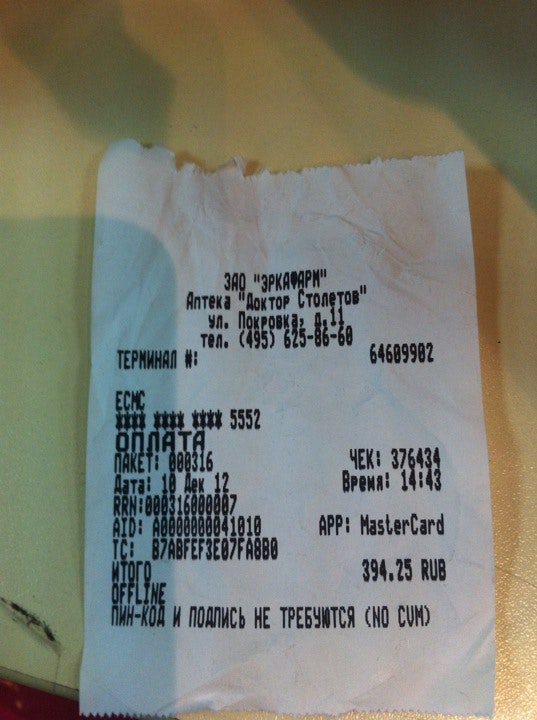 ЗАО "ЭРКАФАРМ"
Аптека "Доктор Столетов"
ул. Покровка, д.11
тел. (495) 625-86-60
ТЕРМИНАЛ #: 64609902
ECMC
**** **** **** 5552
ОПЛАТА
ПАКЕТ: 000316 ЧЕК: 376434
Дата: 10 Дек 12 Время: 14:43
RRN:000316000007
AID: A0000000041010 APP: MasterCard
TC: B7ABFEF3E07FA8B0
ИТОГО 394.25 RUB
OFFLINE
ПИН-КОД И ПОДПИСЬ НЕ ТРЕБУЮТСЯ (NO CVM)